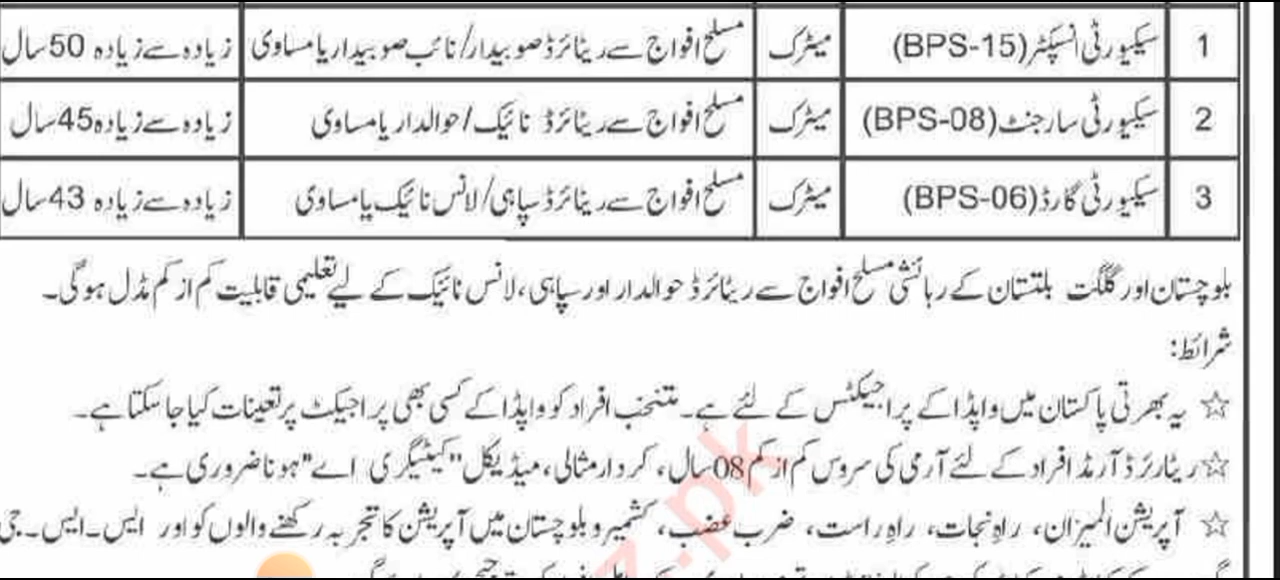 1 سیکیورٹی انسپکٹر (BPS-15) میٹرک مسلح افواج سے ریٹائرڈ صوبیدار/ نائب صوبیدار یا مساوی زیادہ سے زیادہ 50 سال
2 سیکیورٹی سارجنٹ (BPS-08) میٹرک مسلح افواج سے ریٹائرڈ نائیک/ حوالدار یا مساوی زیادہ سے زیادہ 45 سال
3 سیکیورٹی گارڈ (BPS-06) میٹرک مسلح افواج سے ریٹائرڈ سپاہی/ لانس نائیک یا مساوی زیادہ سے زیادہ 43 سال
بلوچستان اور گلگت بلتستان کے رہائشی مسلح افواج سے ریٹائرڈ حوالدار اور سپاہی، لانس نائیک کے لیے تعلیمی قابلیت کم از کم مڈل ہوگی۔
شرائط:
☆ یہ بھرتی پاکستان میں واپڈا کے پراجیکٹس کے لئے ہے۔ منتخب افراد کو واپڈا کے کسی بھی پراجیکٹ پر تعینات کیا جا سکتا ہے۔
☆ ریٹائرڈ آرمڈ افراد کے لئے آرمی کی سروس کم از کم 08 سال، کردار مثالی، میڈیکل "کیٹیگری اے" ہونا ضروری ہے۔
☆ آپریشن المیزان، راہ نجات، راہ راست، ضرب عضب، کشمیر و بلوچستان میں آپریشن کا تجربہ رکھنے والوں کو اور ایس۔ایس۔جی